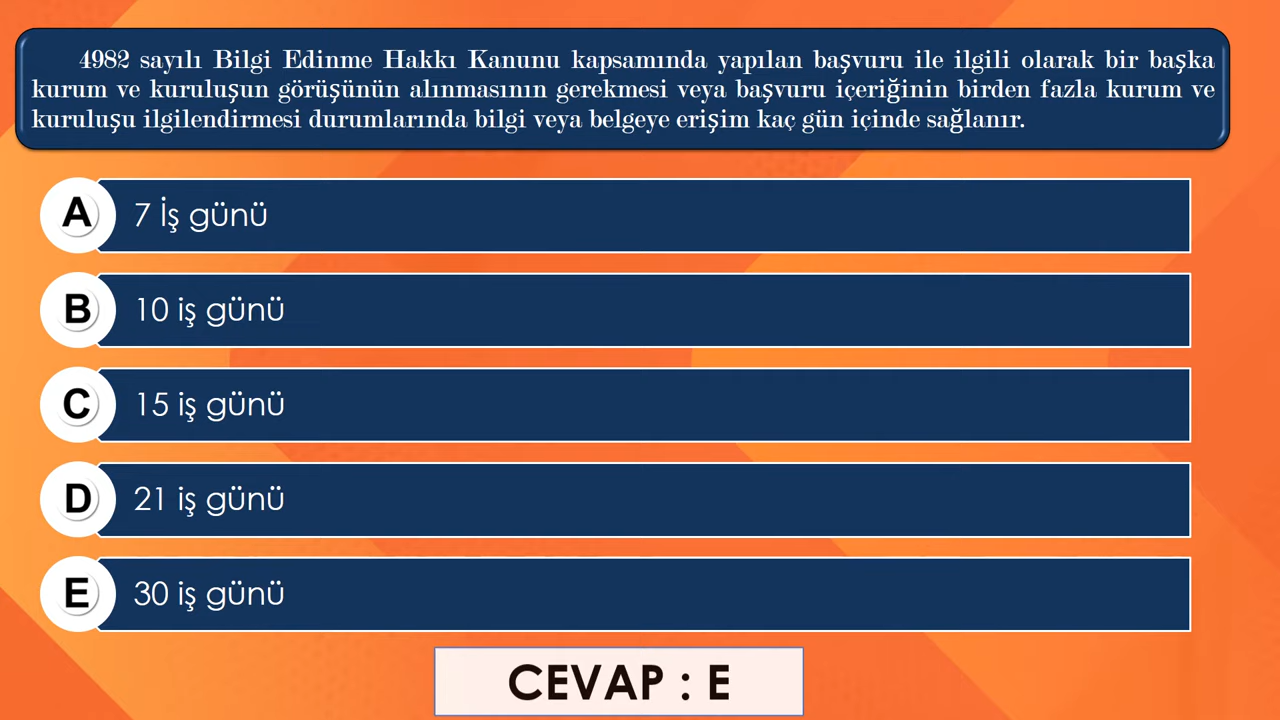 4982 sayılı Bilgi Edinme Hakkı Kanunu kapsamında yapılan başvuru ile ilgili olarak bir başka
kurum ve kuruluşun görüşünün alınmasının gerekmesi veya başvuru içeriğinin birden fazla kurum ve
kuruluşu ilgilendirmesi durumlarında bilgi veya belgeye erişim kaç gün içinde sağlanır.
A 7 İş günü
B 10 iş günü
C 15 iş günü
D 21 iş günü
E 30 iş günü
CEVAP : E